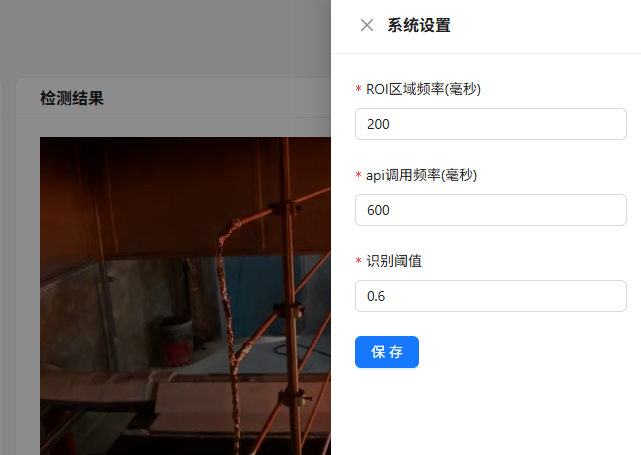 系统设置
检测结果
* ROI区域频率(毫秒)
200
* api调用频率(毫秒)
600
* 识别阈值
0.6
保 存